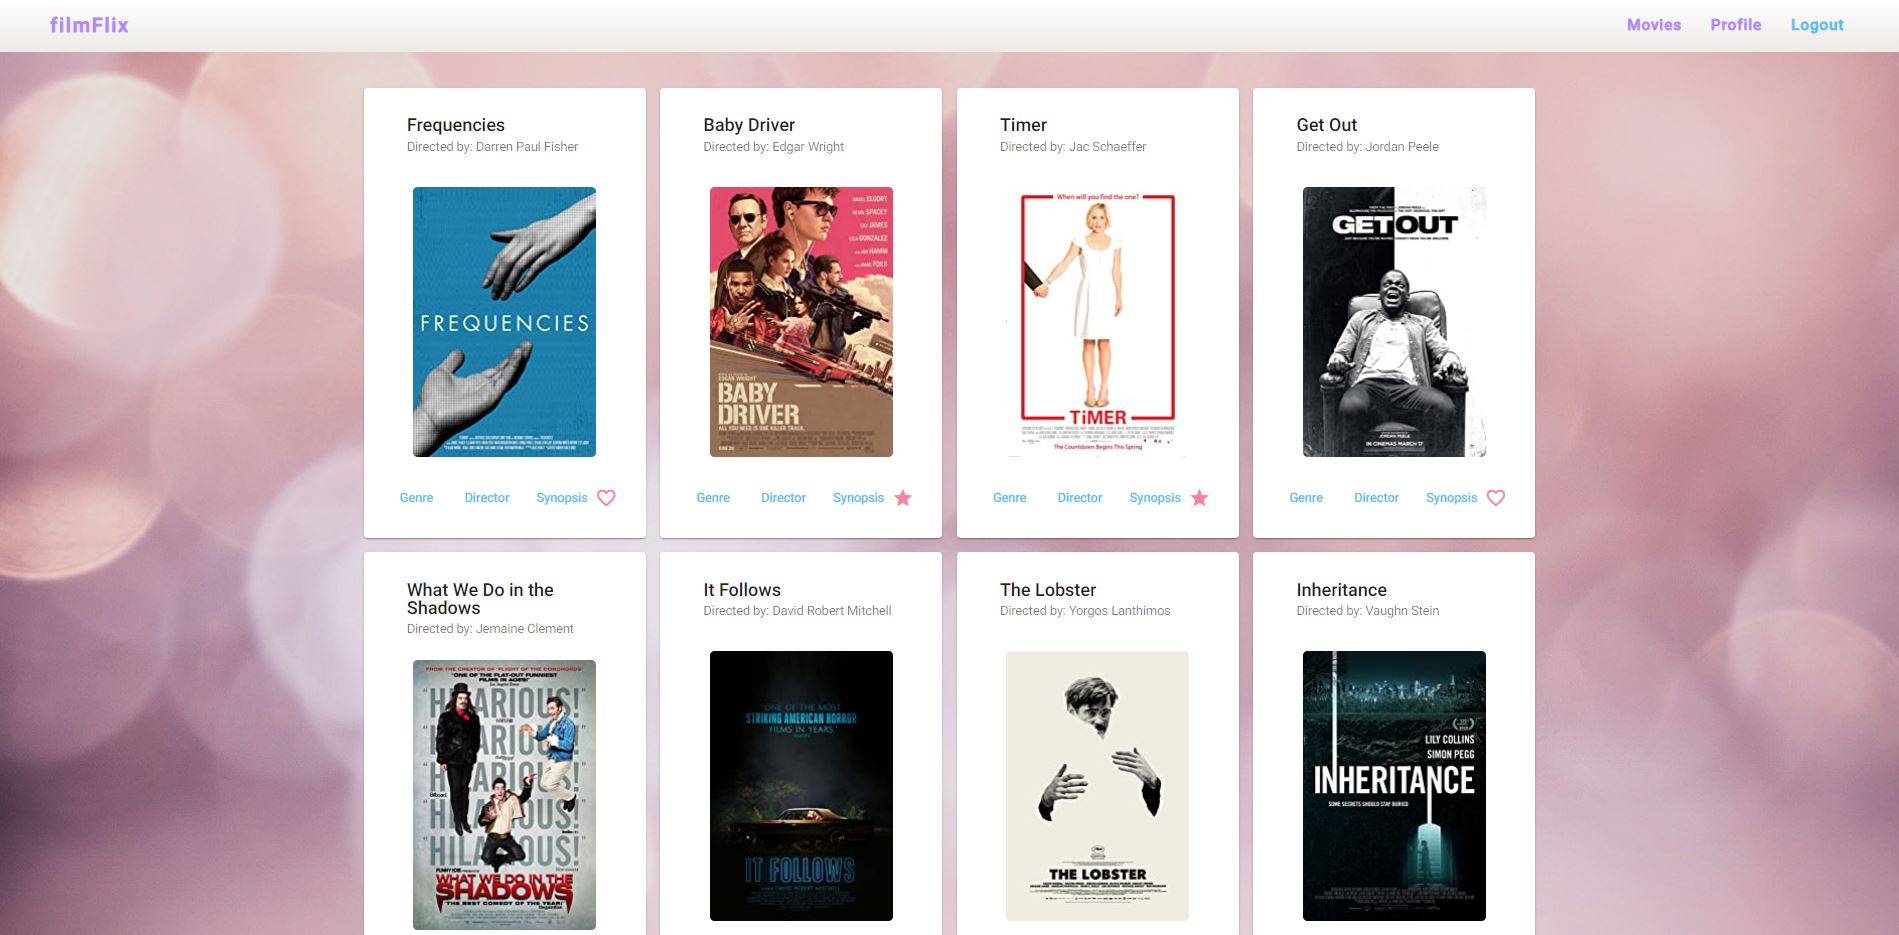 filmFlix
Movies Profile Logout
Frequencies
Directed by: Darren Paul Fisher
FREQUENCIES
Genre Director Synopsis
Baby Driver
Directed by: Edgar Wright
ANSEL ELGORT
KEVIN SPACEY
LILY JAMES
EIZA GONZALEZ
JON HAMM
JAMIE FOXX
EDGAR WRIGHT
BABY
DRIVER
ALL YOU NEED IS ONE KILLER TRACK.
Genre Director Synopsis
Timer
Directed by: Jac Schaeffer
When will you find the one?
TiMER
The Countdown Begins This Spring
Genre Director Synopsis
Get Out
Directed by: Jordan Peele
GET OUT
JORDAN PEELE
IN CINEMAS MARCH 17
Genre Director Synopsis
What We Do in the
Shadows
Directed by: Jemaine Clement
FROM THE CREATOR OF "FLIGHT OF THE CONCHORDS"
"ONE OF THE FLAT-OUT FUNNIEST
FILMS IN AGES!"
"HILARIOUS!"
"HILARIOUS!"
"HILARIOUS!"
"HILARIOUS!"
"HILARIOUS!"
WHAT WE DO IN THE
SHADOWS
"THE BEST COMEDY OF THE YEAR!"
It Follows
Directed by: David Robert Mitchell
"ONE OF THE MOST
STRIKING AMERICAN HORROR
FILMS IN YEARS."
IT FOLLOWS
DAVID ROBERT MITCHELL
The Lobster
Directed by: Yorgos Lanthimos
THE LOBSTER
Inheritance
Directed by: Vaughn Stein
LILY COLLINS
SIMON PEGG
INHERITANCE
SOME SECRETS SHOULD STAY BURIED